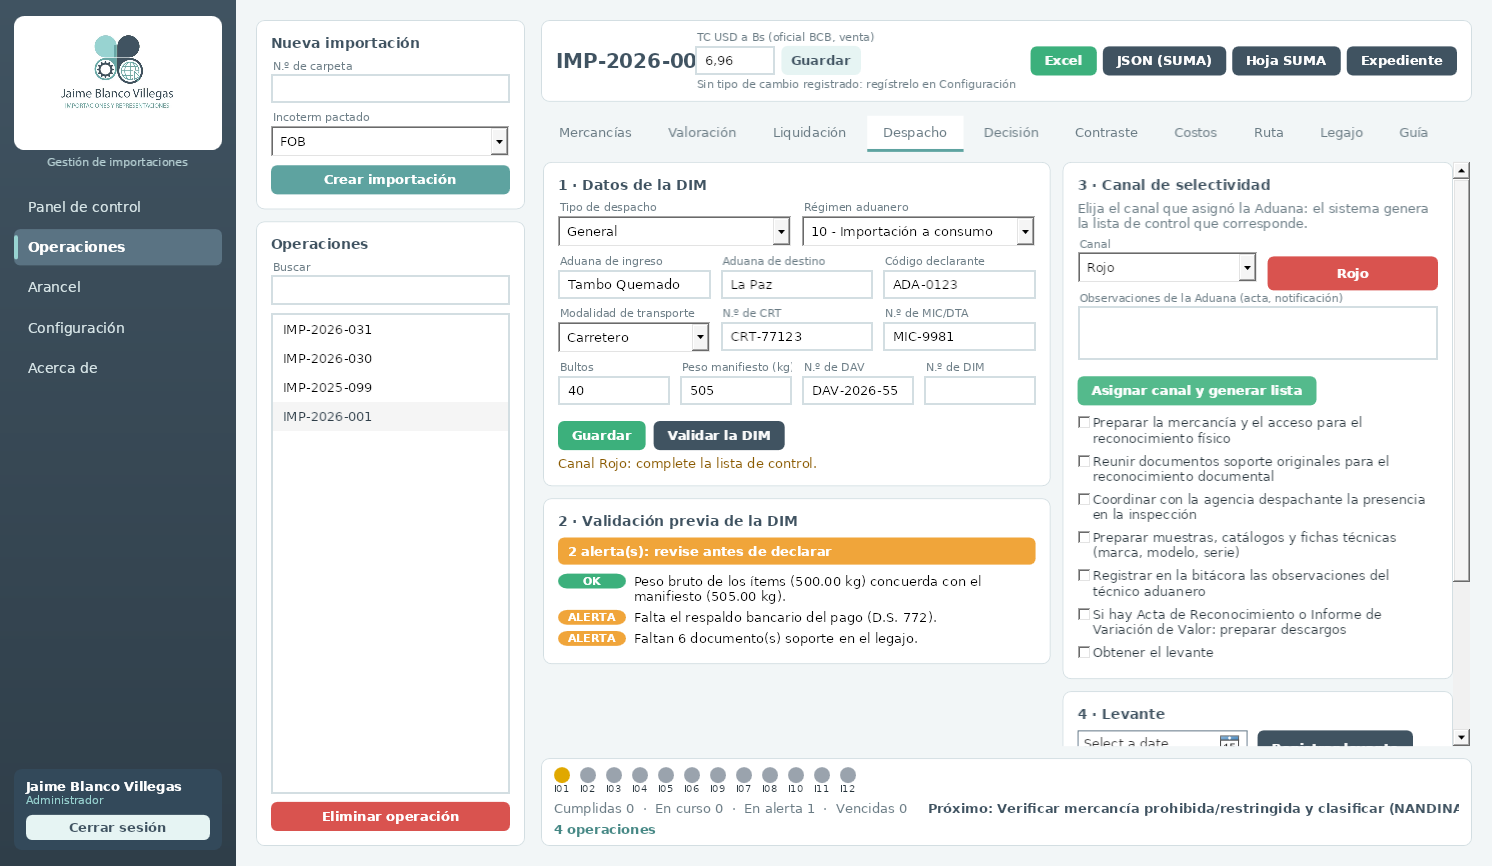 Jaime Blanco Villegas
IMPORTACIONES Y REPRESENTACIONES
Gestión de importaciones
Panel de control
Operaciones
Arancel
Configuración
Acerca de
Jaime Blanco Villegas
Administrador
Cerrar sesión
Nueva importación
N.º de carpeta
Incoterm pactado
FOB
Crear importación
Operaciones
Buscar
IMP-2026-031
IMP-2026-030
IMP-2025-099
IMP-2026-001
Eliminar operación
IMP-2026-00
TC USD a Bs (oficial BCB, venta)
6,96
Guardar
Sin tipo de cambio registrado: regístrelo en Configuración
Excel
JSON (SUMA)
Hoja SUMA
Expediente
Mercancías
Valoración
Liquidación
Despacho
Decisión
Contraste
Costos
Ruta
Legajo
Guía
1 · Datos de la DIM
Tipo de despacho
Régimen aduanero
General
10 - Importación a consumo
Aduana de ingreso
Aduana de destino
Código declarante
Tambo Quemado
La Paz
ADA-0123
Modalidad de transporte
N.º de CRT
N.º de MIC/DTA
Carretero
CRT-77123
MIC-9981
Bultos
Peso manifiesto (kg)
N.º de DAV
N.º de DIM
40
505
DAV-2026-55
Guardar
Validar la DIM
Canal Rojo: complete la lista de control.
2 · Validación previa de la DIM
2 alerta(s): revise antes de declarar
OK
Peso bruto de los ítems (500.00 kg) concuerda con el
manifiesto (505.00 kg).
ALERTA
Falta el respaldo bancario del pago (D.S. 772).
ALERTA
Faltan 6 documento(s) soporte en el legajo.
3 · Canal de selectividad
Elija el canal que asignó la Aduana: el sistema genera
la lista de control que corresponde.
Canal
Rojo
Rojo
Observaciones de la Aduana (acta, notificación)
Asignar canal y generar lista
Preparar la mercancía y el acceso para el
reconocimiento físico
Reunir documentos soporte originales para el
reconocimiento documental
Coordinar con la agencia despachante la presencia
en la inspección
Preparar muestras, catálogos y fichas técnicas
(marca, modelo, serie)
Registrar en la bitácora las observaciones del
técnico aduanero
Si hay Acta de Reconocimiento o Informe de
Variación de Valor: preparar descargos
Obtener el levante
4 · Levante
Select a date
I01 I02 I03 I04 I05 I06 I09 I07 I08 I10 I11 I12
Cumplidas 0 · En curso 0 · En alerta 1 · Vencidas 0
Próximo: Verificar mercancía prohibida/restringida y clasificar (NANDINA
4 operaciones